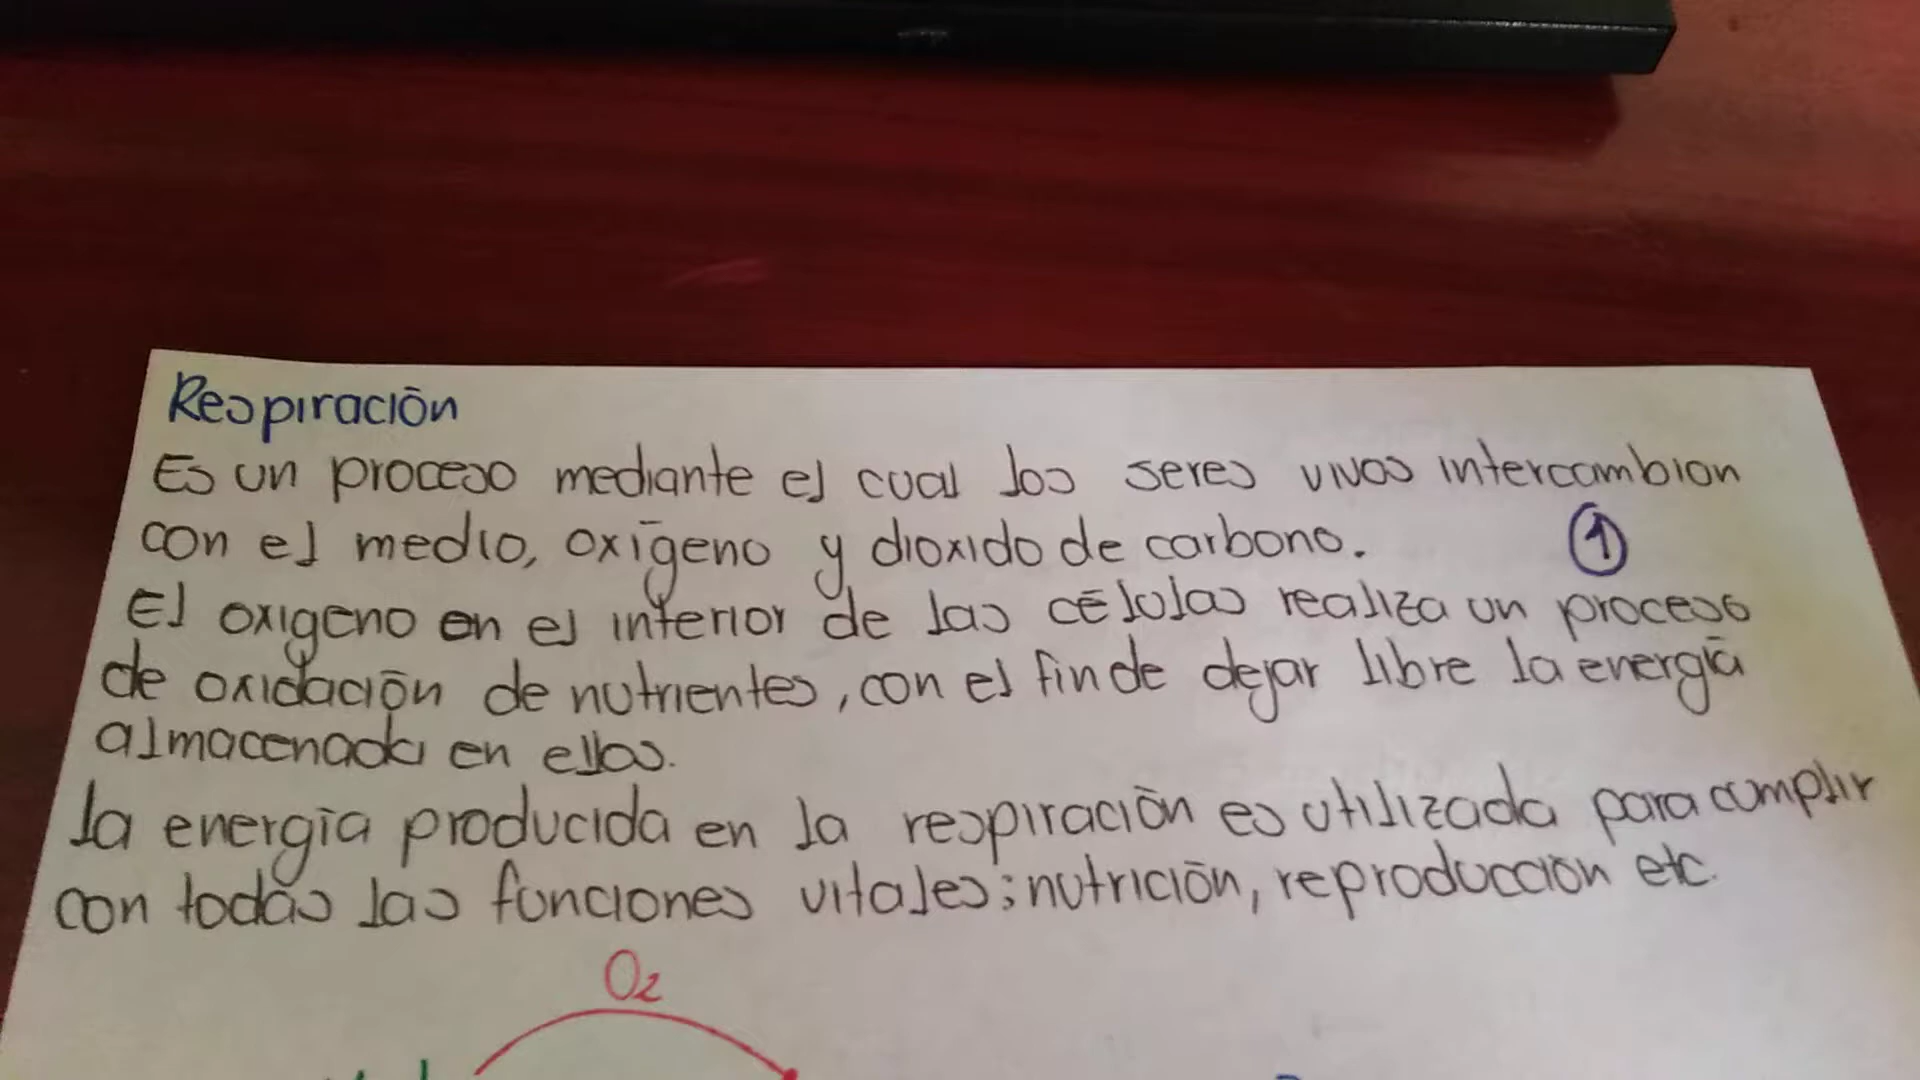 Respiración
Es un proceso mediante el cual los seres vivos intercambian
con el medio, oxígeno y dioxido de carbono.
1
El oxigeno en el interior de las células realiza un proceso
de oxidación de nutrientes, con el fin de dejar libre la energía
almacenada en ellos.
la energía producida en la respiración es utilizada para cumplir
con todas las funciones vitales; nutrición, reproducción etc.
O2